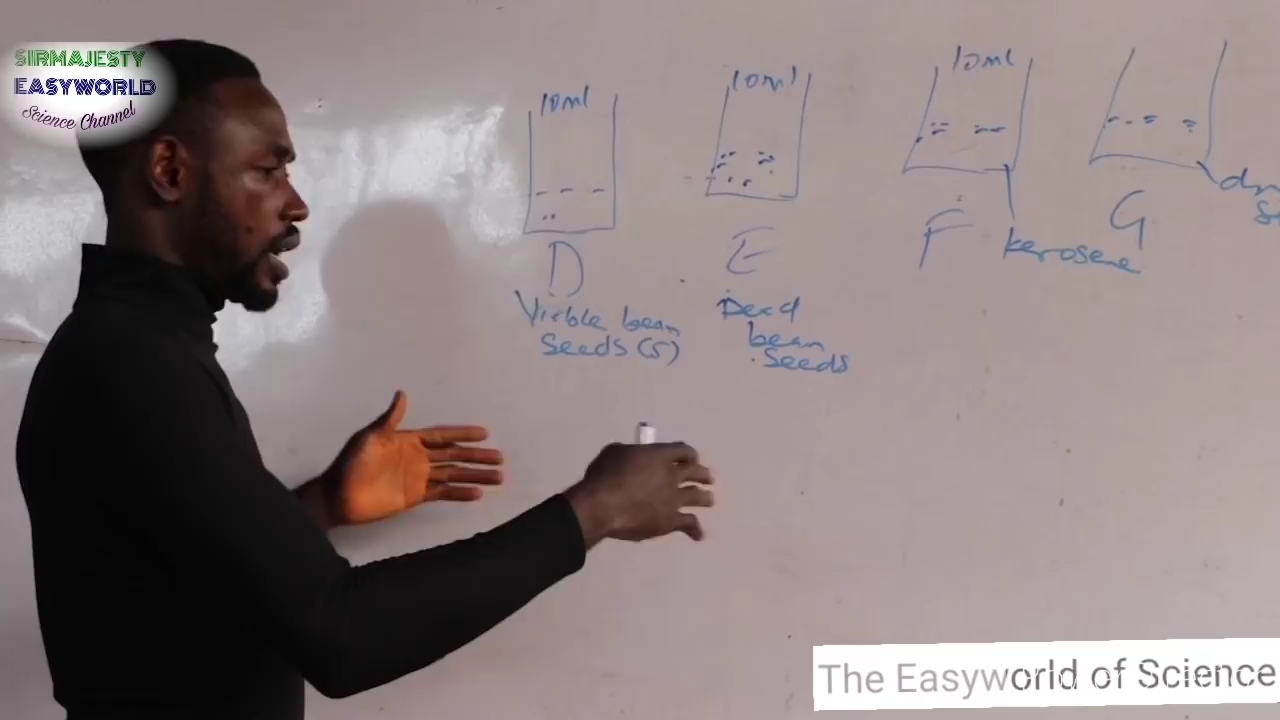 SIRMAJESTY
EASYWORLD
Science Channel
10ml
10ml
10ml
D
E
F
G
kerosene
Viable bean
Seeds (5)
Dead
bean
Seeds
The Easyworld of Science